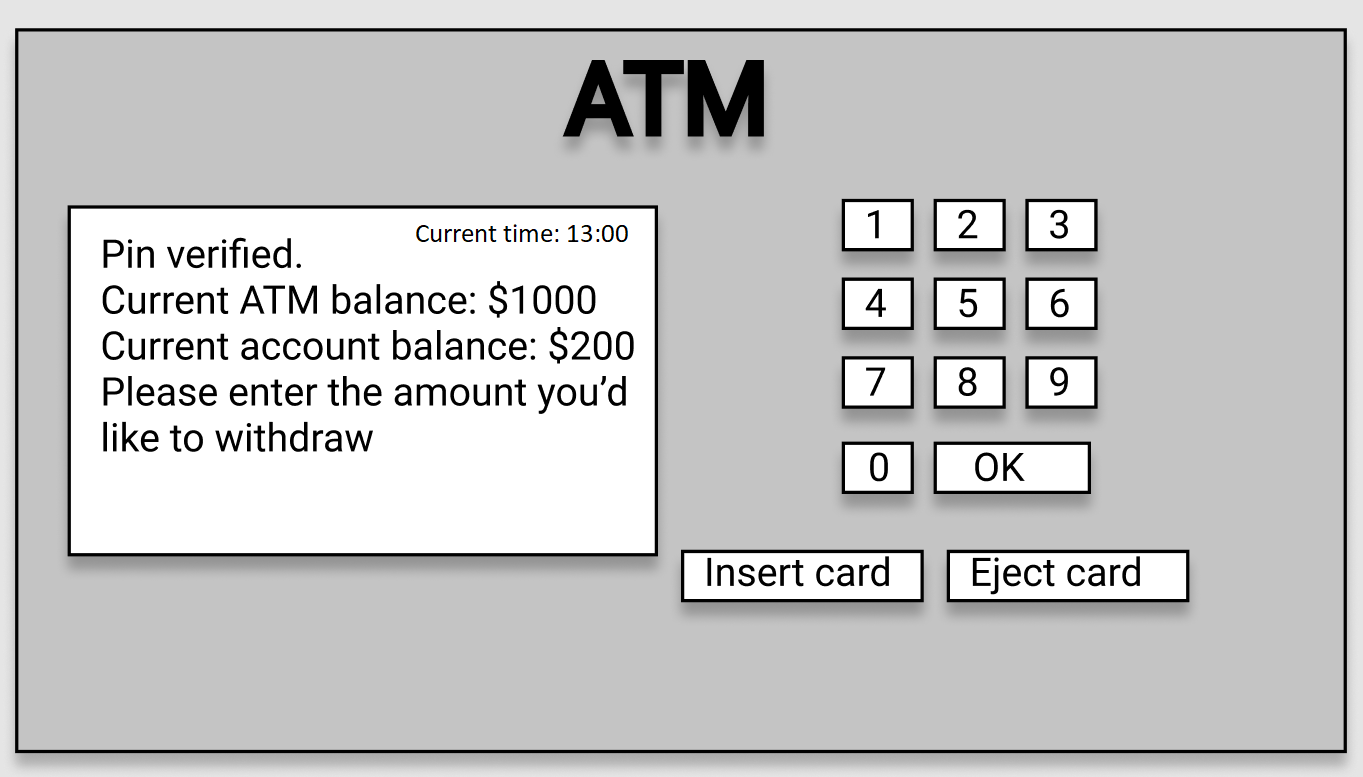 ATM
Current time: 13:00
Pin verified.
Current ATM balance: $1000
Current account balance: $200
Please enter the amount you’d
like to withdraw
1 2 3
4 5 6
7 8 9
0 OK
Insert card Eject card